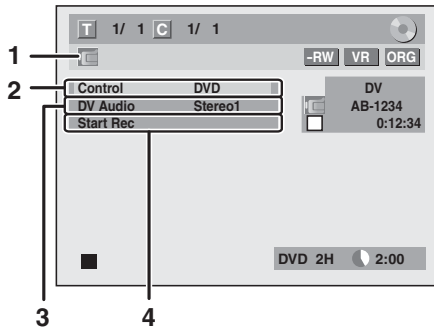 T 1/ 1 C 1/ 1
1
-RW VR ORG
2
Control DVD
DV
DV Audio Stereo1
AB-1234
Start Rec
0:12:34
DVD 2H 2:00
3 4